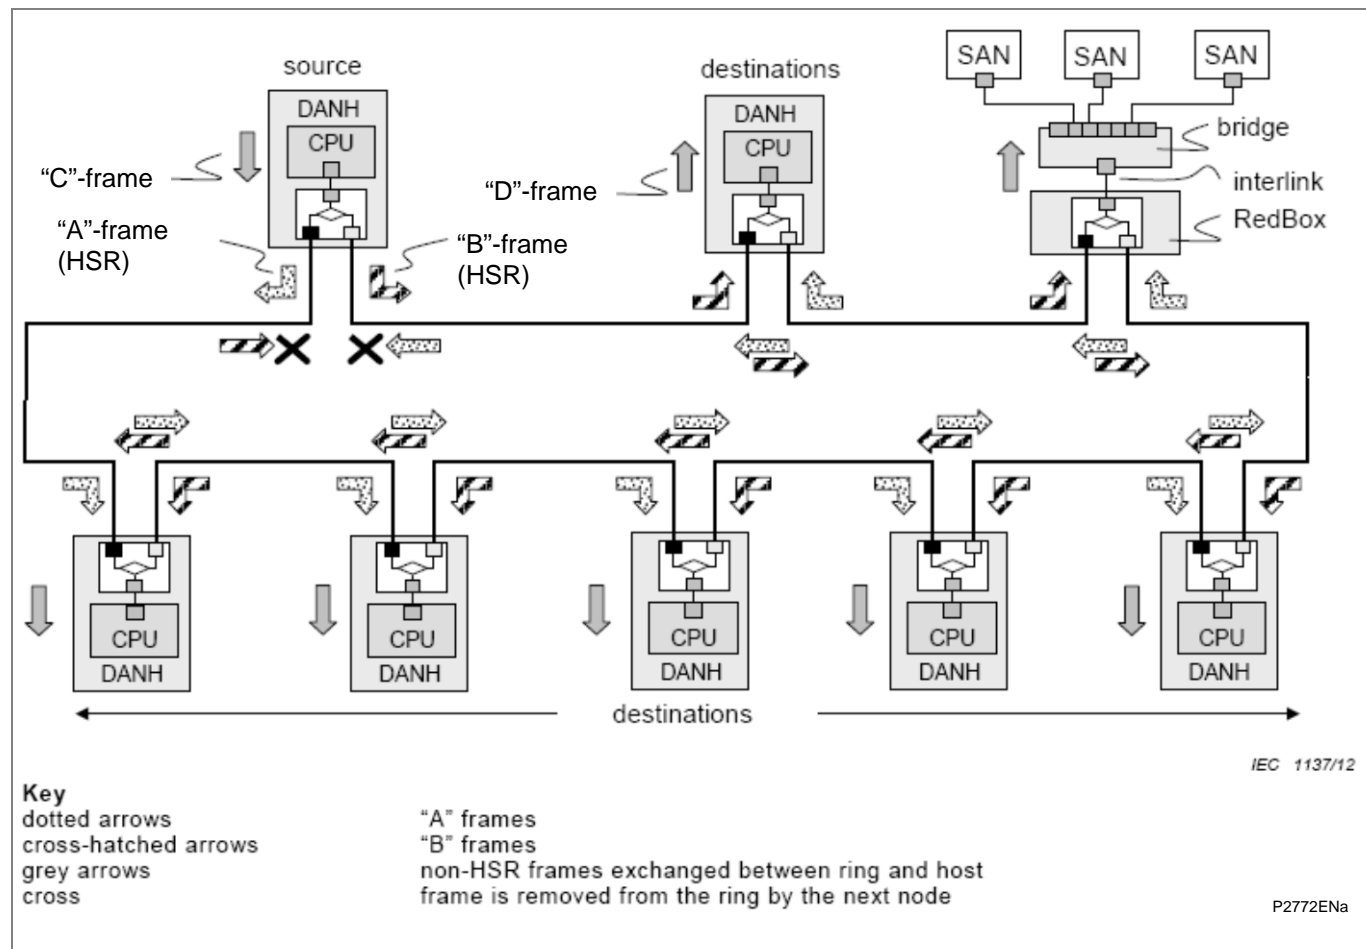 source
DANH
CPU
"C"-frame
"A"-frame
(HSR)
"B"-frame
(HSR)
destinations
DANH
CPU
"D"-frame
SAN
SAN
SAN
bridge
interlink
RedBox
CPU
DANH
CPU
DANH
CPU
DANH
CPU
DANH
CPU
DANH
destinations
IEC 1137/12
Key
dotted arrows “A” frames
cross-hatched arrows “B” frames
grey arrows non-HSR frames exchanged between ring and host
cross frame is removed from the ring by the next node
P2772ENa